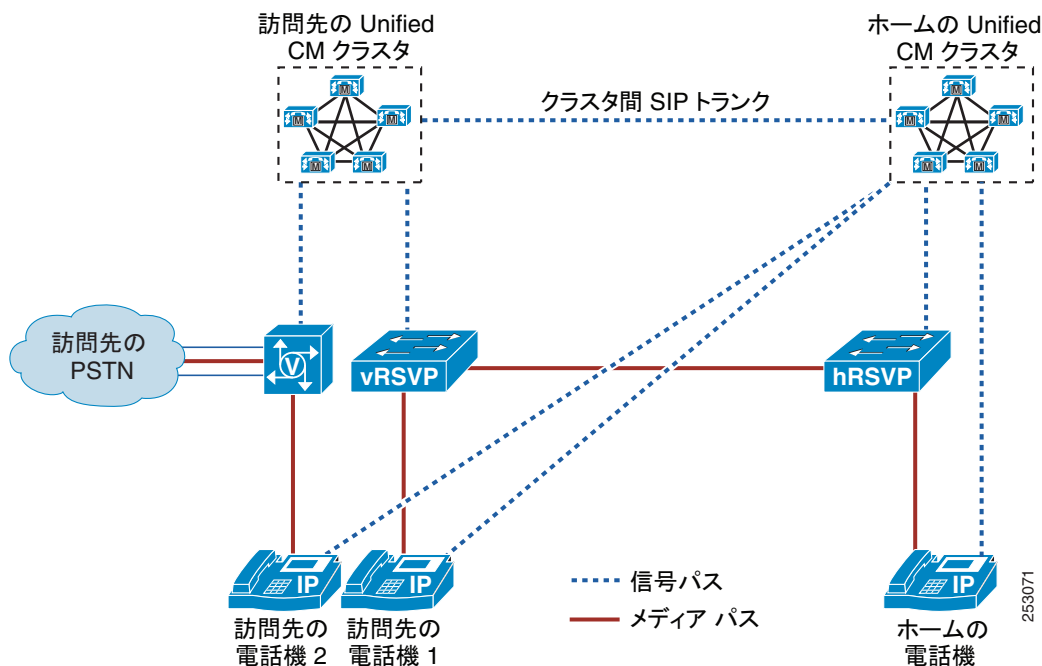 訪問先の Unified
CM クラスタ
ホームの Unified
CM クラスタ
M
M
M
M
M
M
M
M
M
M
クラスタ間 SIP トランク
訪問先の
PSTN
V
vRSVP
hRSVP
IP
IP
IP
訪問先の
電話機 2
訪問先の
電話機 1
信号パス
メディア パス
ホームの
電話機
253071